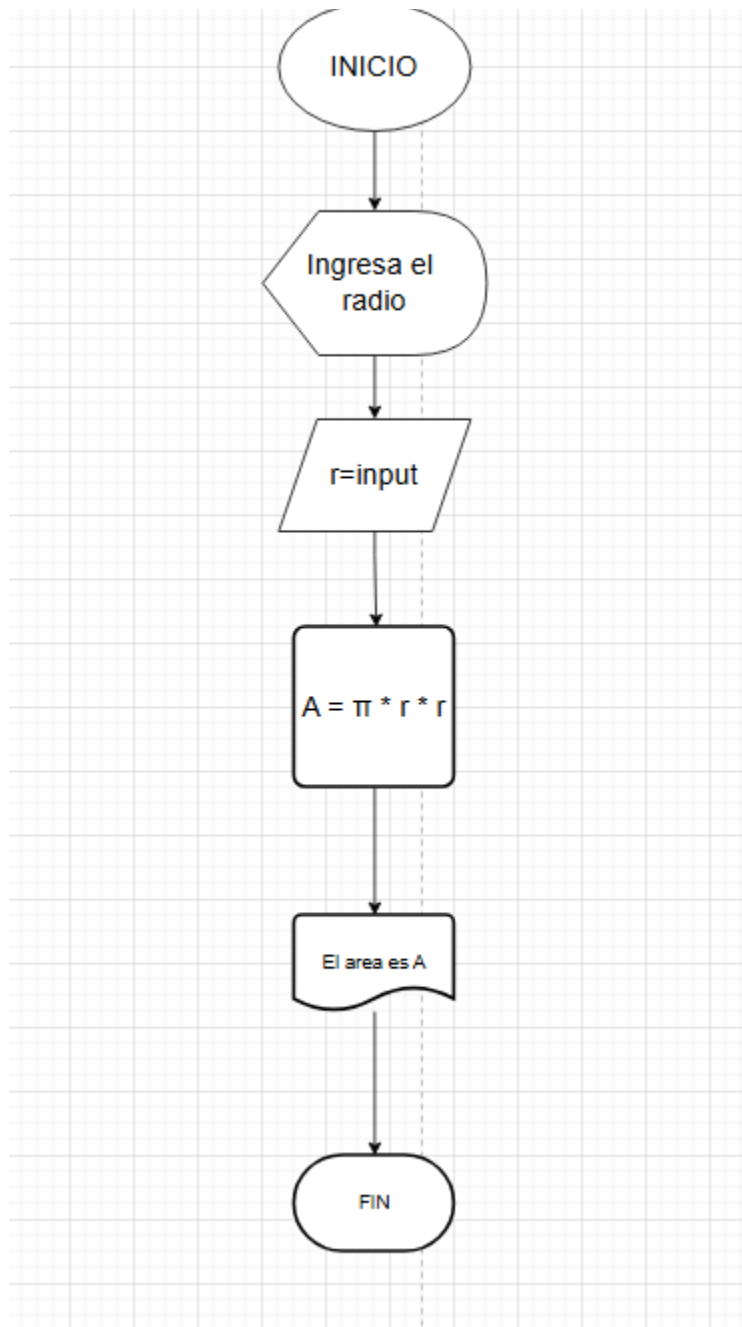 INICIO
Ingresa el
radio
r=input
A = π * r * r
El area es A
FIN